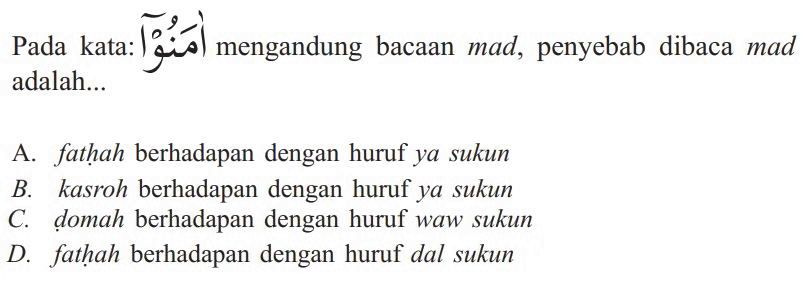 Pada kata: اٰمَنُوْٓا mengandung bacaan mad, penyebab dibaca mad
adalah...
A. fatḥah berhadapan dengan huruf ya sukun
B. kasroh berhadapan dengan huruf ya sukun
C. ḍomah berhadapan dengan huruf waw sukun
D. fatḥah berhadapan dengan huruf dal sukun